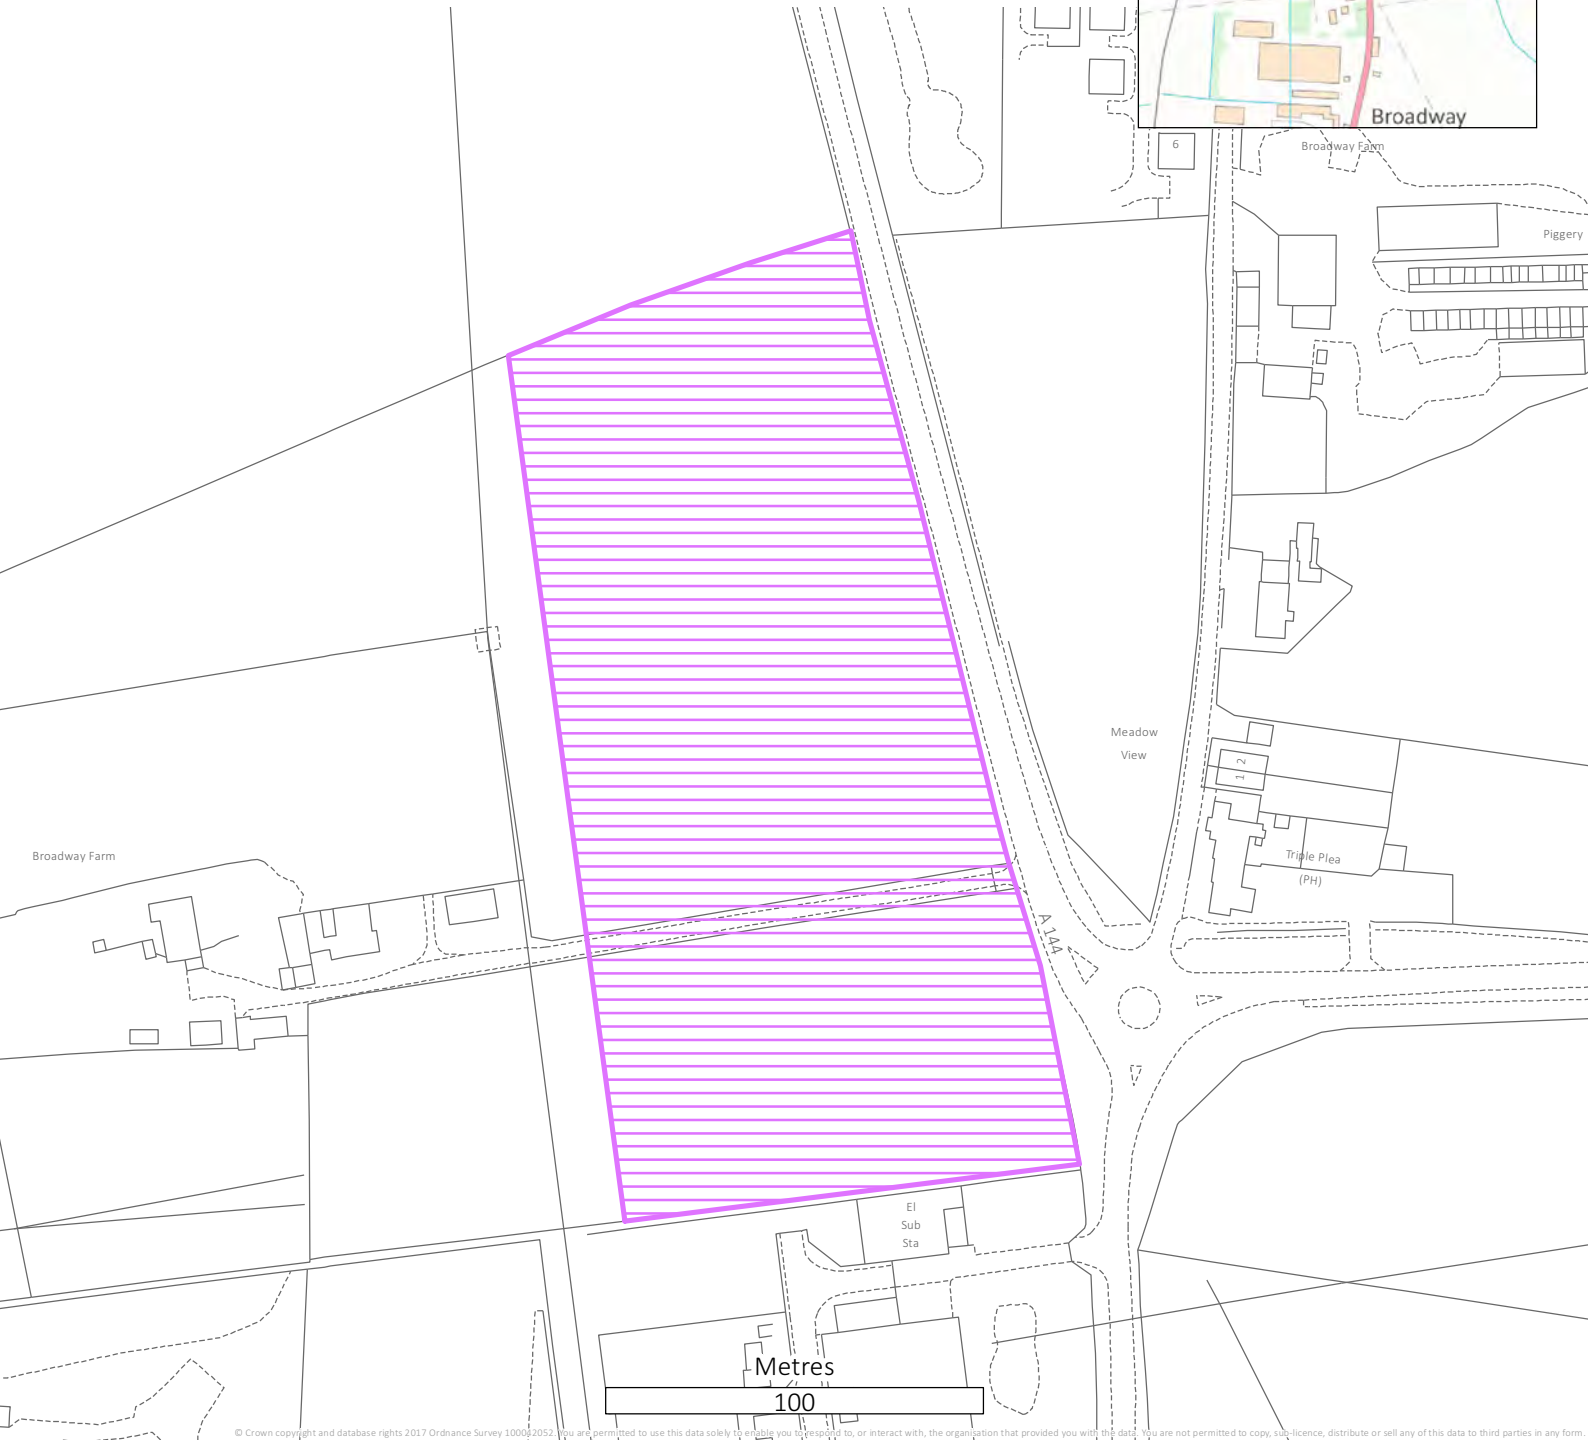 Broadway
6
Broadway Farm
Piggery
Meadow
View
1 2
Broadway Farm
Triple Plea
(PH)
A 144
El
Sub
Sta
Metres
100
© Crown copyright and database rights 2017 Ordnance Survey 100042052. You are permitted to use this data solely to enable you to respond to, or interact with, the organisation that provided you with the data. You are not permitted to copy, sub-licence, distribute or sell any of this data to third parties in any form.